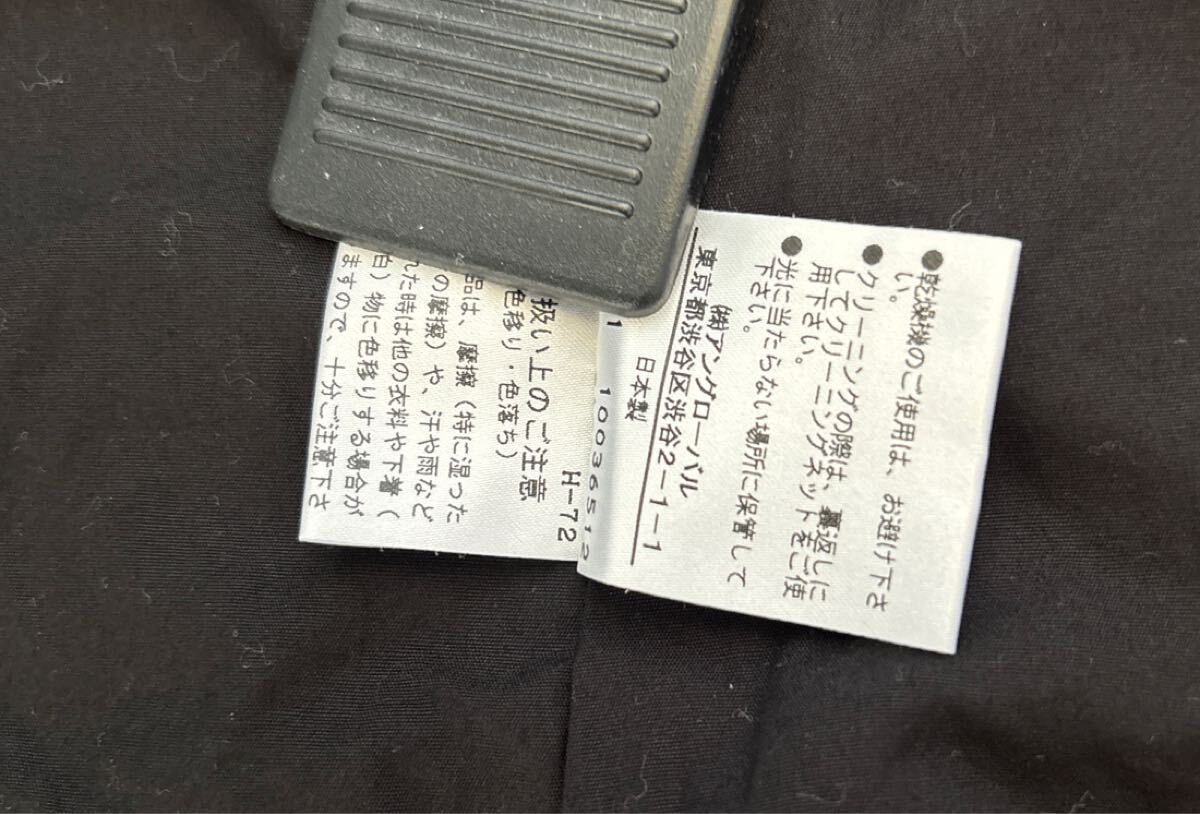 ●乾燥機のご使用は、お避け下さ
い。
●クリーニングの際は、裏返しに
してクリーニングネットをご使
用下さい。
●光に当たらない場所に保管して
下さい。
㈱アングローバル
東京都渋谷区渋谷2-1-1
日本製
1 10036512
H-72
扱い上のご注意
色移り・色落ち)
品は、摩擦(特に湿った
の摩擦)や、汗や雨など
れた時は他の衣料や下着(
白)物に色移りする場合が
ますので、十分ご注意下さ